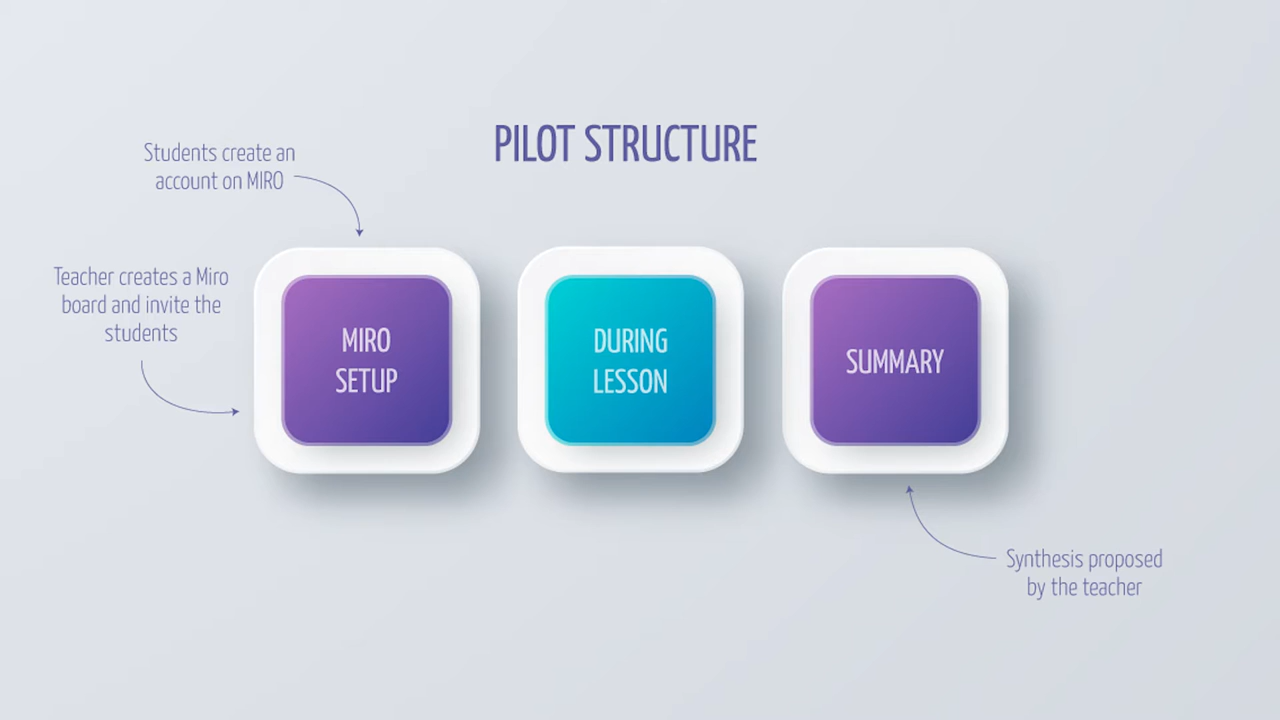 PILOT STRUCTURE
Students create an
account on MIRO
Teacher creates a Miro
board and invite the
students
MIRO
SETUP
DURING
LESSON
SUMMARY
Synthesis proposed
by the teacher